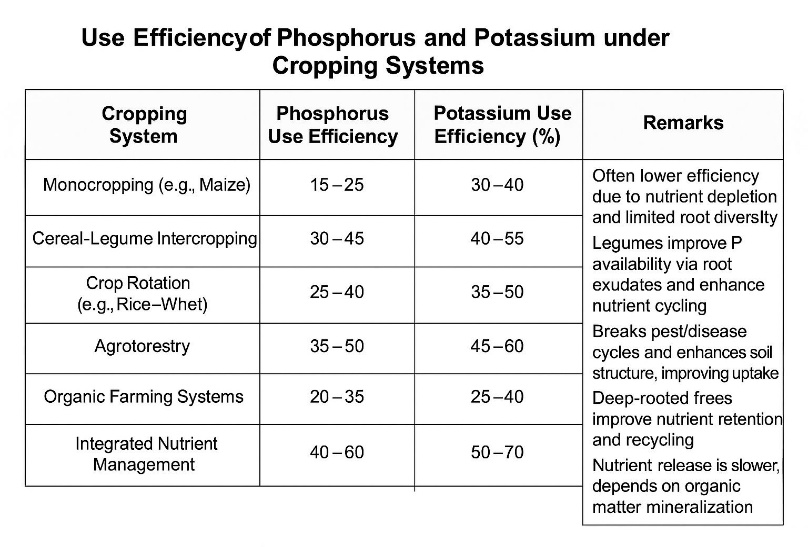 Use Efficiencyof Phosphorus and Potassium under
Cropping Systems
Cropping
System
Phosphorus
Use Efficiency
Potassium Use
Efficiency (%)
Remarks
Monocropping (e.g., Maize)
15–25
30–40
Cereal-Legume Intercropping
30–45
40–55
Crop Rotation
(e.g., Rice–Whet)
25–40
35–50
Agrotorestry
35–50
45–60
Organic Farming Systems
20–35
25–40
Integrated Nutrient
Management
40–60
50–70
Often lower efficiency
due to nutrient depletion
and limited root diversIty
Legumes improve P
availability via root
exudates and enhance
nutrient cycling
Breaks pest/disease
cycles and enhances soil
structure, improving uptake
Deep-rooted frees
improve nutrient retention
and recycling
Nutrient release is slower,
depends on organic
matter mineralization